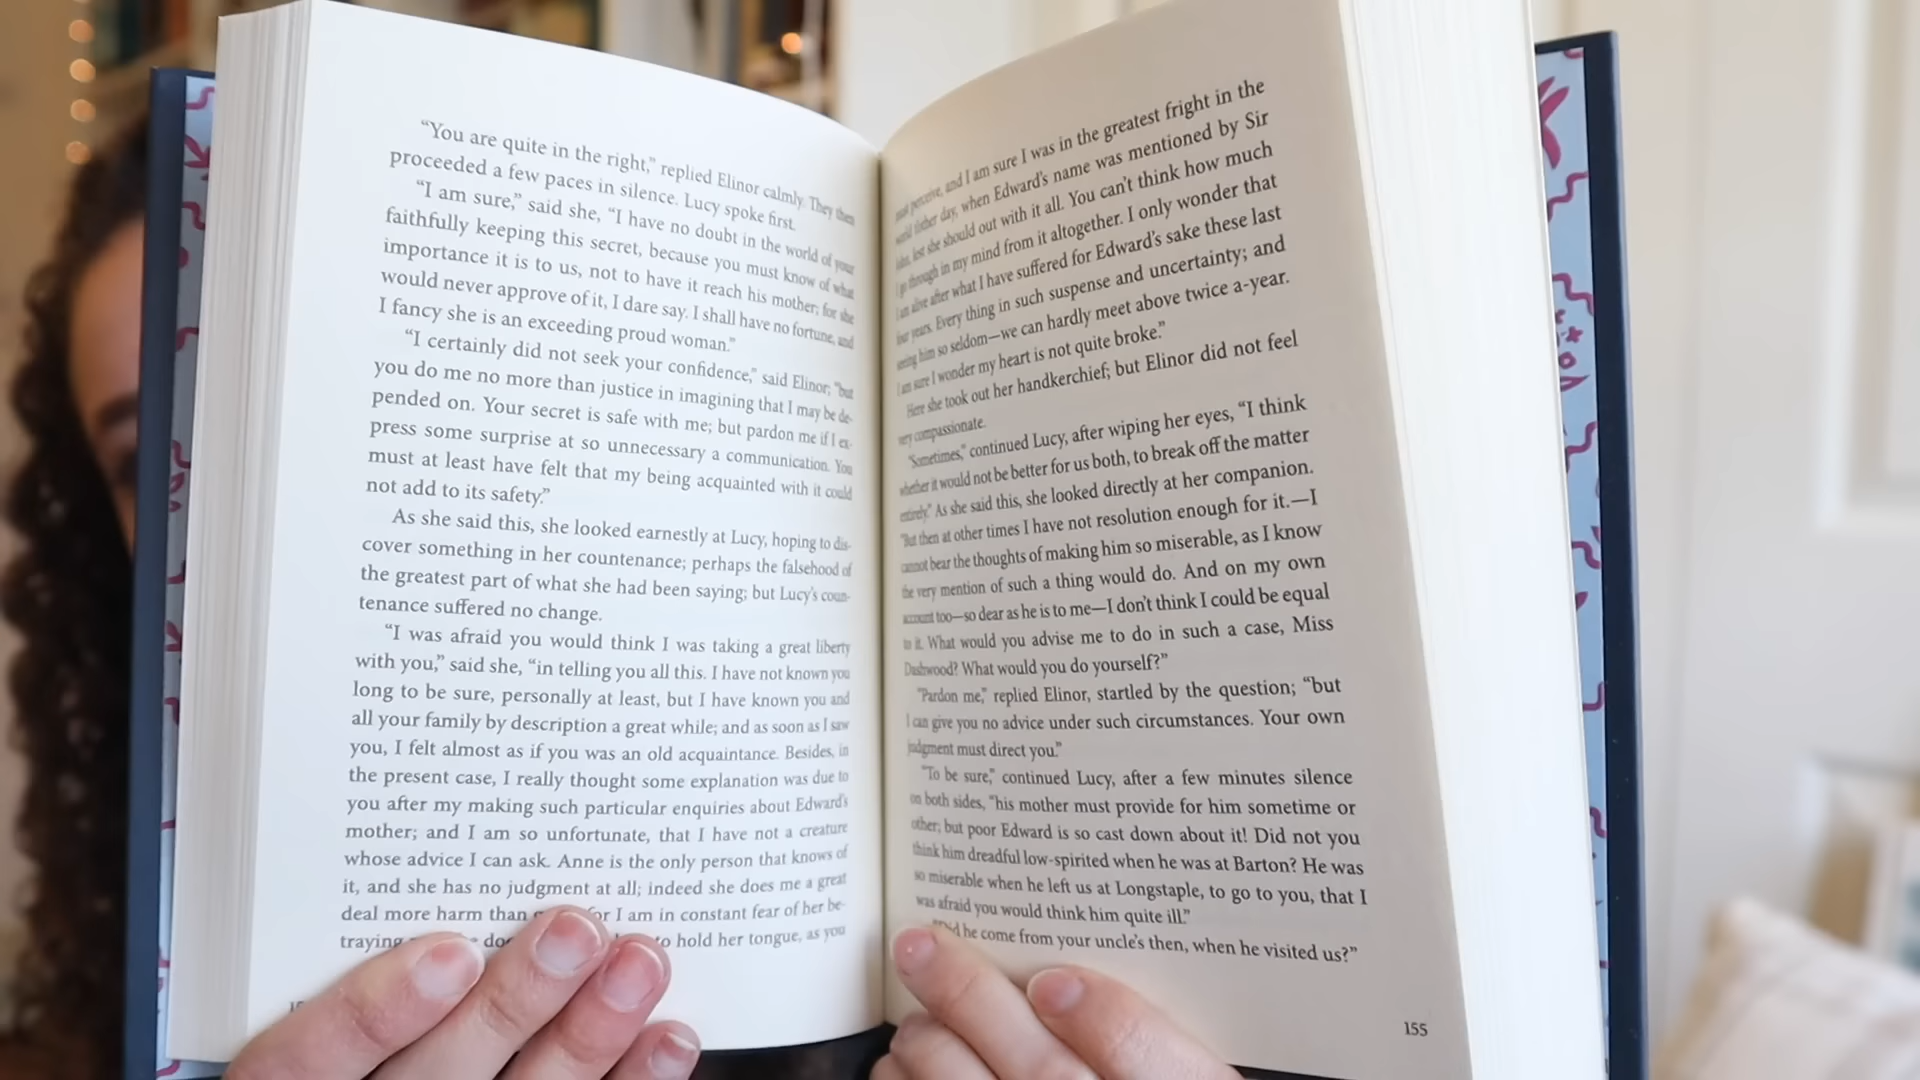 “You are quite in the right,” replied Elinor calmly. They then
proceeded a few paces in silence. Lucy spoke first.
“I am sure,” said she, “I have no doubt in the world of your
faithfully keeping this secret, because you must know of what
importance it is to us, not to have it reach his mother; for she
would never approve of it, I dare say. I shall have no fortune, and
I fancy she is an exceeding proud woman.”
“I certainly did not seek your confidence,” said Elinor; “but
you do me no more than justice in imagining that I may be de-
pended on. Your secret is safe with me; but pardon me if I ex-
press some surprise at so unnecessary a communication. You
must at least have felt that my being acquainted with it could
not add to its safety.”
As she said this, she looked earnestly at Lucy, hoping to dis-
cover something in her countenance; perhaps the falsehood of
the greatest part of what she had been saying; but Lucy’s coun-
tenance suffered no change.
“I was afraid you would think I was taking a great liberty
with you,” said she, “in telling you all this. I have not known you
long to be sure, personally at least, but I have known you and
all your family by description a great while; and as soon as I saw
you, I felt almost as if you was an old acquaintance. Besides, in
the present case, I really thought some explanation was due to
you after my making such particular enquiries about Edward’s
mother; and I am so unfortunate, that I have not a creature
whose advice I can ask. Anne is the only person that knows of
it, and she has no judgment at all; indeed she does me a great
deal more harm than for I am in constant fear of her be-
traying to hold her tongue, as you
must perceive, and I am sure I was in the greatest fright in the
world t’other day, when Edward’s name was mentioned by Sir
John, lest she should out with it all. You can’t think how much
I go through in my mind from it altogether. I only wonder that
I am alive after what I have suffered for Edward’s sake these last
four years. Every thing in such suspense and uncertainty; and
seeing him so seldom—we can hardly meet above twice a-year.
I am sure I wonder my heart is not quite broke.”
Here she took out her handkerchief; but Elinor did not feel
very compassionate.
“Sometimes,” continued Lucy, after wiping her eyes, “I think
whether it would not be better for us both, to break off the matter
entirely.” As she said this, she looked directly at her companion.
“But then at other times I have not resolution enough for it.—I
cannot bear the thoughts of making him so miserable, as I know
the very mention of such a thing would do. And on my own
account too—so dear as he is to me—I don’t think I could be equal
to it. What would you advise me to do in such a case, Miss
Dashwood? What would you do yourself?”
“Pardon me,” replied Elinor, startled by the question; “but
I can give you no advice under such circumstances. Your own
judgment must direct you.”
“To be sure,” continued Lucy, after a few minutes silence
on both sides, “his mother must provide for him sometime or
other; but poor Edward is so cast down about it! Did not you
think him dreadful low-spirited when he was at Barton? He was
so miserable when he left us at Longstaple, to go to you, that I
was afraid you would think him quite ill.”
“Did he come from your uncle’s then, when he visited us?”
155